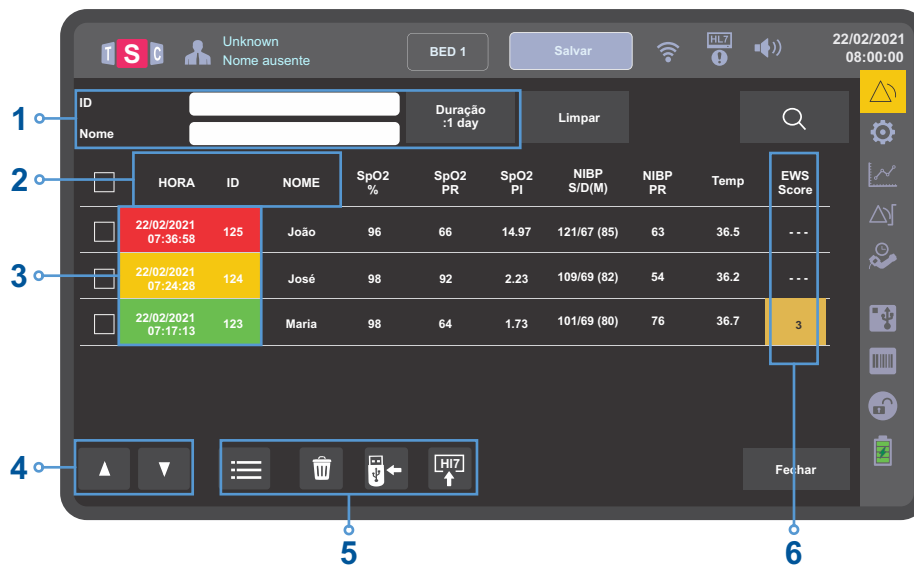 T S C
Unknown
Nome ausente
BED 1
Salvar
HL7
22/02/2021
08:00:00
1
ID
Nome
Duração
:1 day
Limpar
2
HORA ID NOME SpO2 % SpO2 PR SpO2 PI NIBP S/D(M) NIBP PR Temp EWS Score
22/02/2021 07:36:58 125 João 96 66 14.97 121/67 (85) 63 36.5 - - -
3
22/02/2021 07:24:28 124 José 98 92 2.23 109/69 (82) 54 36.2 - - -
22/02/2021 07:17:13 123 Maria 98 64 1.73 101/69 (80) 76 36.7 3
4
HI7
Fechar
5
6